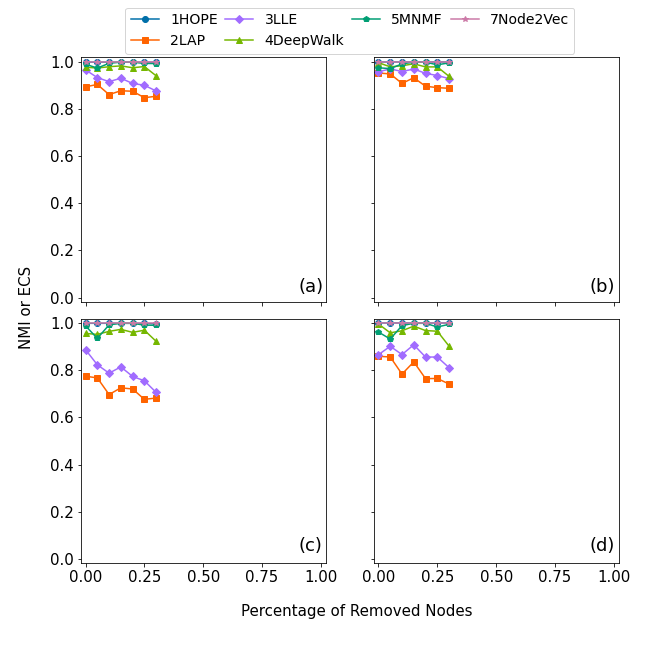 1HOPE 3LLE 5MNMF 7Node2Vec
2LAP 4DeepWalk
1.0
0.8
0.6
0.4
0.2
0.0
(a) (b)
NMI or ECS
1.0
0.8
0.6
0.4
0.2
0.0
(c) (d)
0.00 0.25 0.50 0.75 1.00 0.00 0.25 0.50 0.75 1.00
Percentage of Removed Nodes